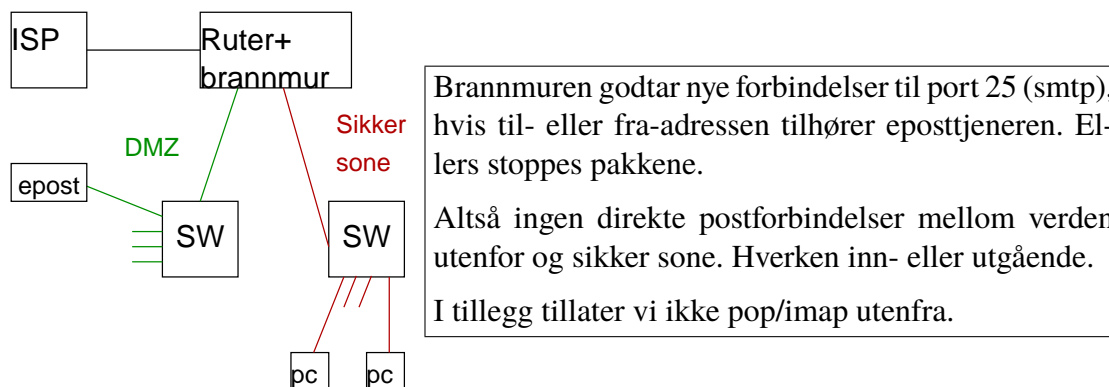 ISP
Ruter+
brannmur
DMZ
Sikker
sone
epost
SW
SW
pc
pc
Brannmuren godtar nye forbindelser til port 25 (smtp),
hvis til- eller fra-adressen tilhører eposttjeneren. El-
lers stoppes pakkene.
Altså ingen direkte postforbindelser mellom verden
utenfor og sikker sone. Hverken inn- eller utgående.
I tillegg tillater vi ikke pop/imap utenfra.